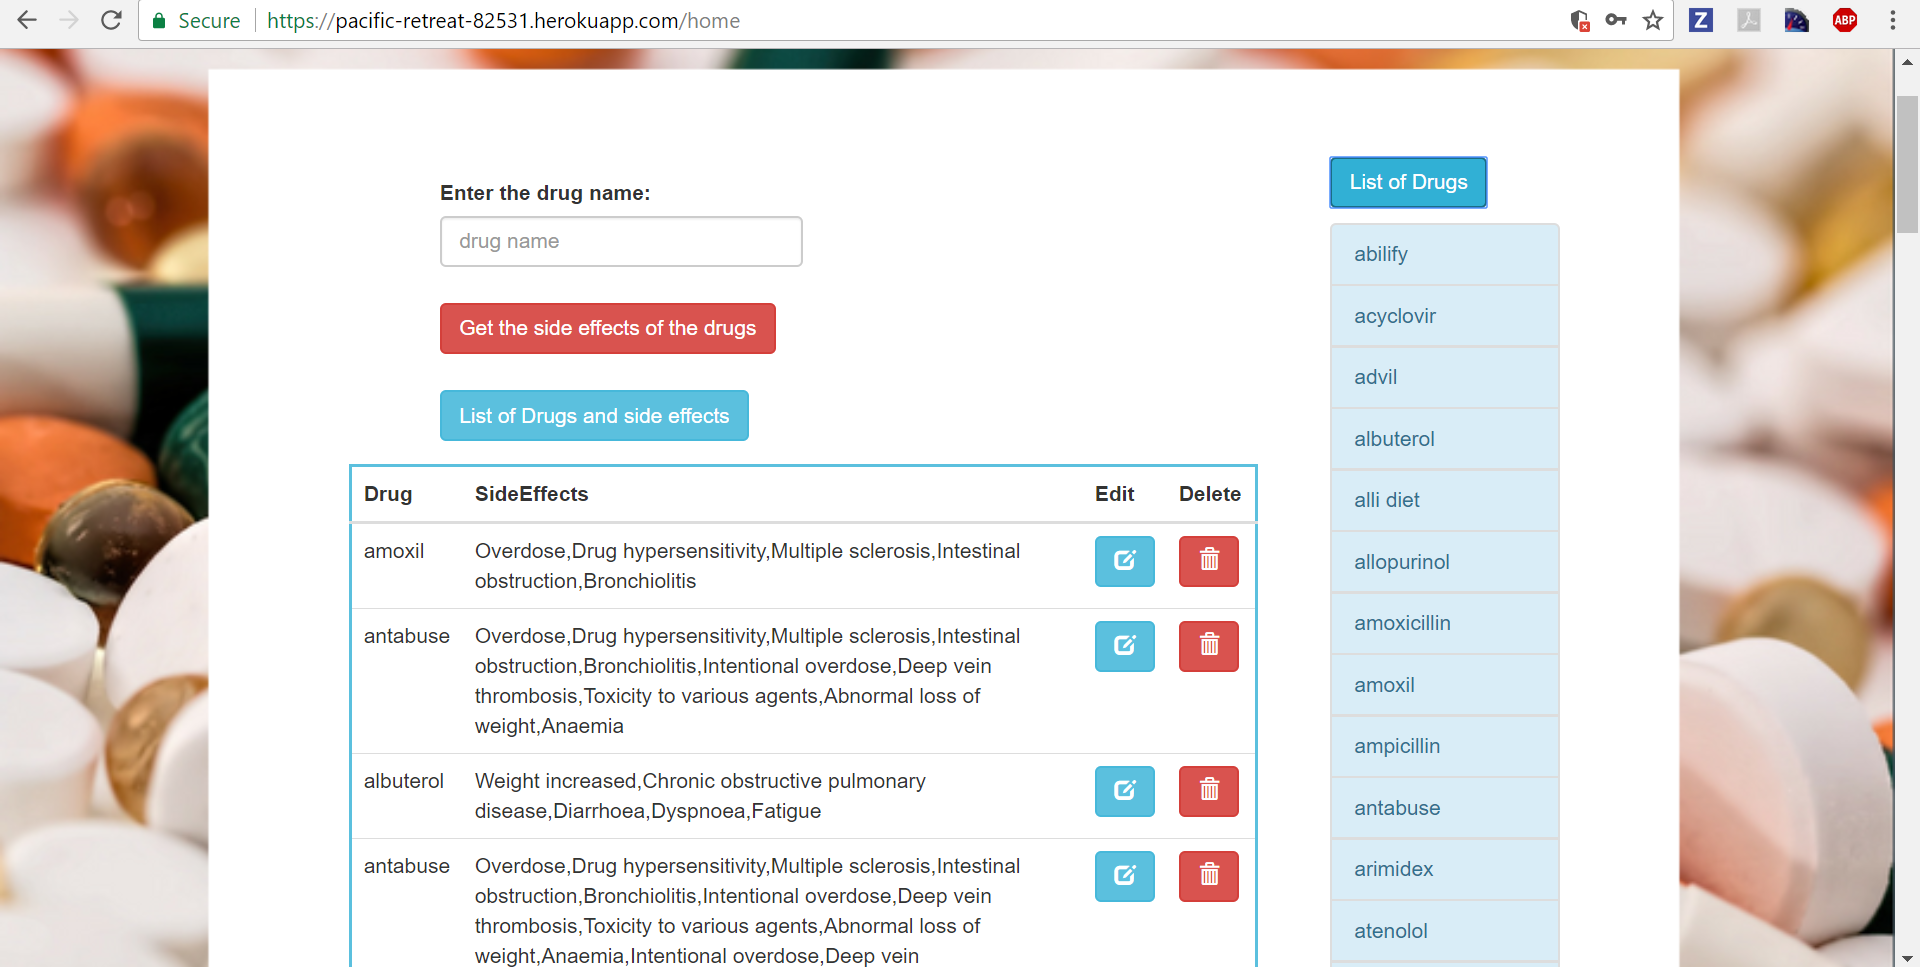 Secure https://pacific-retreat-82531.herokuapp.com/home
Z
ABP
Enter the drug name:
drug name
Get the side effects of the drugs
List of Drugs and side effects
Drug SideEffects Edit Delete
amoxil Overdose,Drug hypersensitivity,Multiple sclerosis,Intestinal
obstruction,Bronchiolitis
antabuse Overdose,Drug hypersensitivity,Multiple sclerosis,Intestinal
obstruction,Bronchiolitis,Intentional overdose,Deep vein
thrombosis,Toxicity to various agents,Abnormal loss of
weight,Anaemia
albuterol Weight increased,Chronic obstructive pulmonary
disease,Diarrhoea,Dyspnoea,Fatigue
antabuse Overdose,Drug hypersensitivity,Multiple sclerosis,Intestinal
obstruction,Bronchiolitis,Intentional overdose,Deep vein
thrombosis,Toxicity to various agents,Abnormal loss of
weight,Anaemia,Intentional overdose,Deep vein
List of Drugs
abilify
acyclovir
advil
albuterol
alli diet
allopurinol
amoxicillin
amoxil
ampicillin
antabuse
arimidex
atenolol